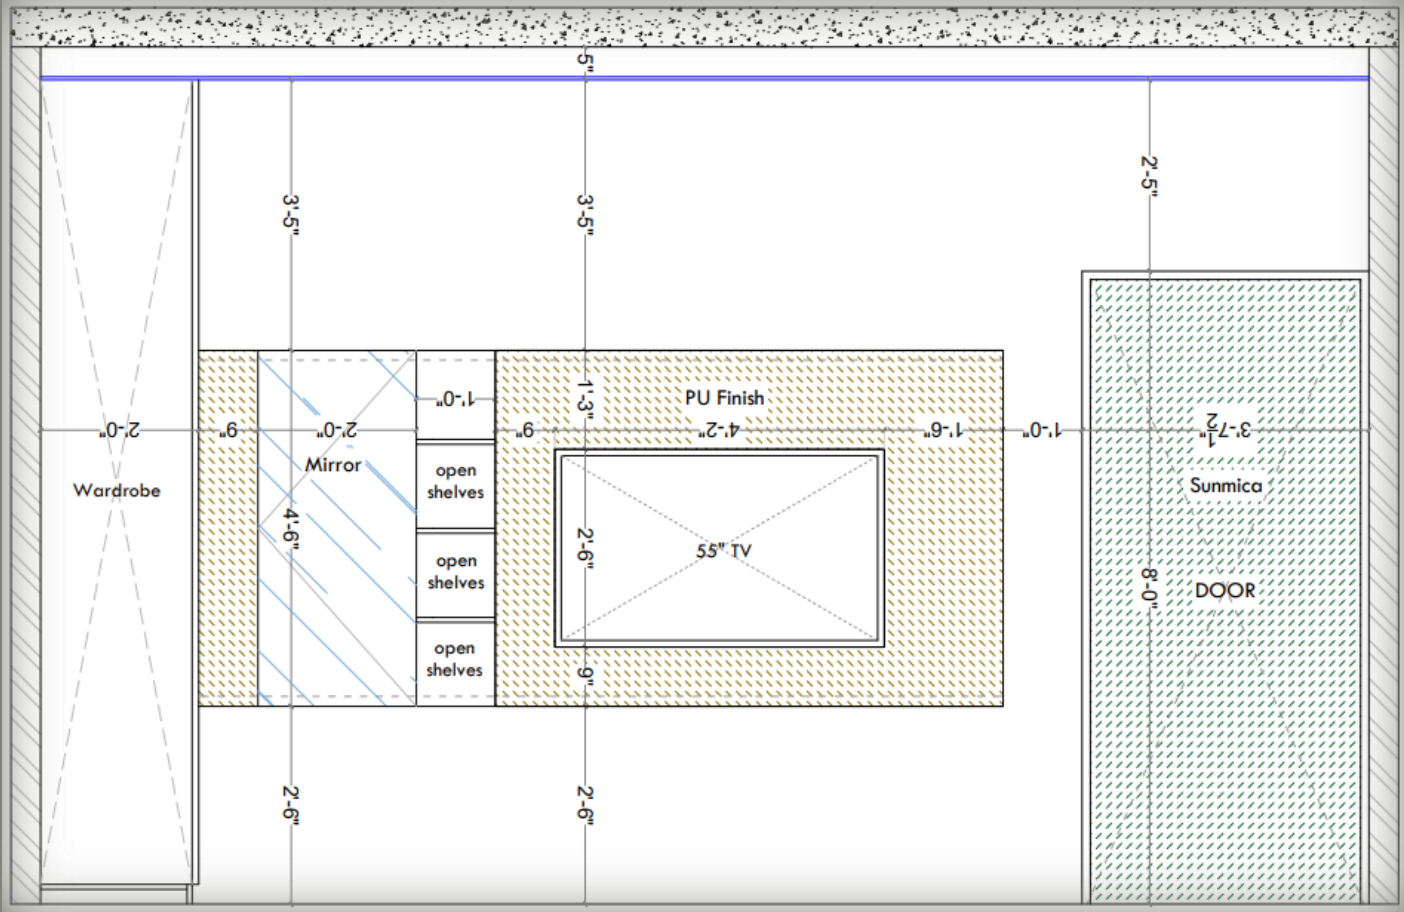 5"
3'-5"
3'-5"
2'-5"
1'-0"
1'-3"
PU Finish
2'-0"
9"
2'-0"
9"
4'-2"
1'-6"
1'-0"
3'-7 1/2"
Mirror
open
shelves
Wardrobe
Sunmica
4'-6"
2'-6"
55" TV
open
shelves
8'-0"
DOOR
open
shelves
9"
2'-6"
2'-6"